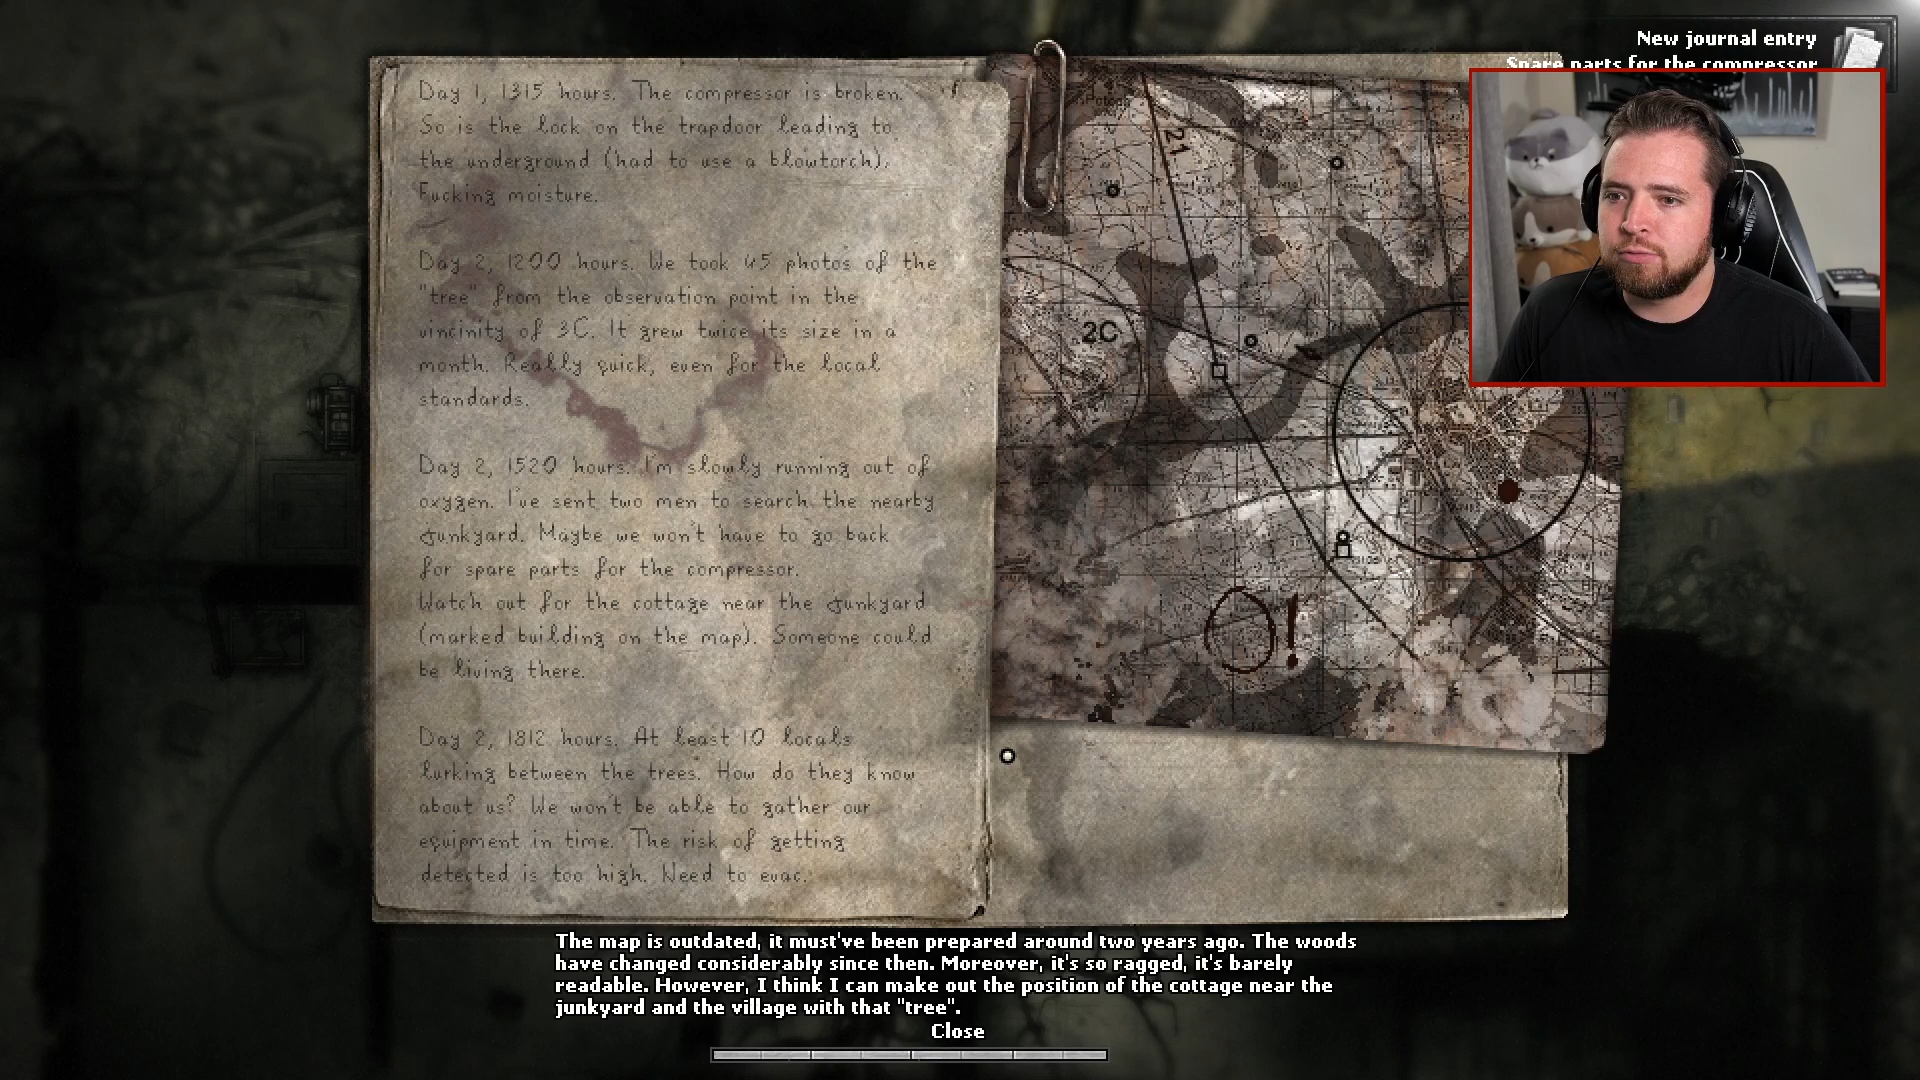 New journal entry
Spare parts for the compressor
Day 1, 1315 hours. The compressor is broken.
So is the lock on the trapdoor leading to
the underground (had to use a blowtorch).
Fucking moisture.
Day 2, 1200 hours. We took 45 photos of the
"tree" from the observation point in the
vincinity of 3C. It grew twice its size in a
month. Really quick, even for the local
standards.
Day 2, 1520 hours. I'm slowly running out of
oxygen. I've sent two men to search the nearby
junkyard. Maybe we won't have to go back
for spare parts for the compressor.
Watch out for the cottage near the junkyard
(marked building on the map). Someone could
be living there.
Day 2, 1812 hours. At least 10 locals
lurking between the trees. How do they know
about us? We won't be able to gather our
equipment in time. The risk of getting
detected is too high. Need to evac.
21
2C
!
The map is outdated, it must've been prepared around two years ago. The woods
have changed considerably since then. Moreover, it's so ragged, it's barely
readable. However, I think I can make out the position of the cottage near the
junkyard and the village with that "tree".
Close